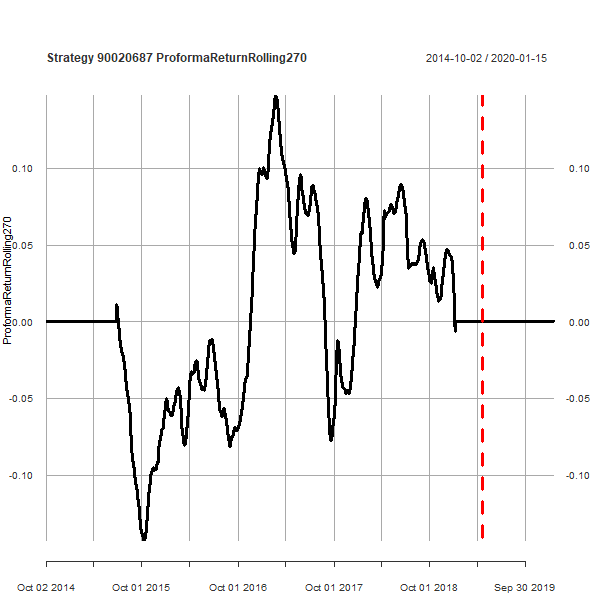 Strategy 90020687 ProformaReturnRolling270
2014-10-02 / 2020-01-15
ProformaReturnRolling270
0.10 0.10
0.05 0.05
0.00 0.00
-0.05 -0.05
-0.10 -0.10
Oct 02 2014 Oct 01 2015 Oct 01 2016 Oct 01 2017 Oct 01 2018 Sep 30 2019